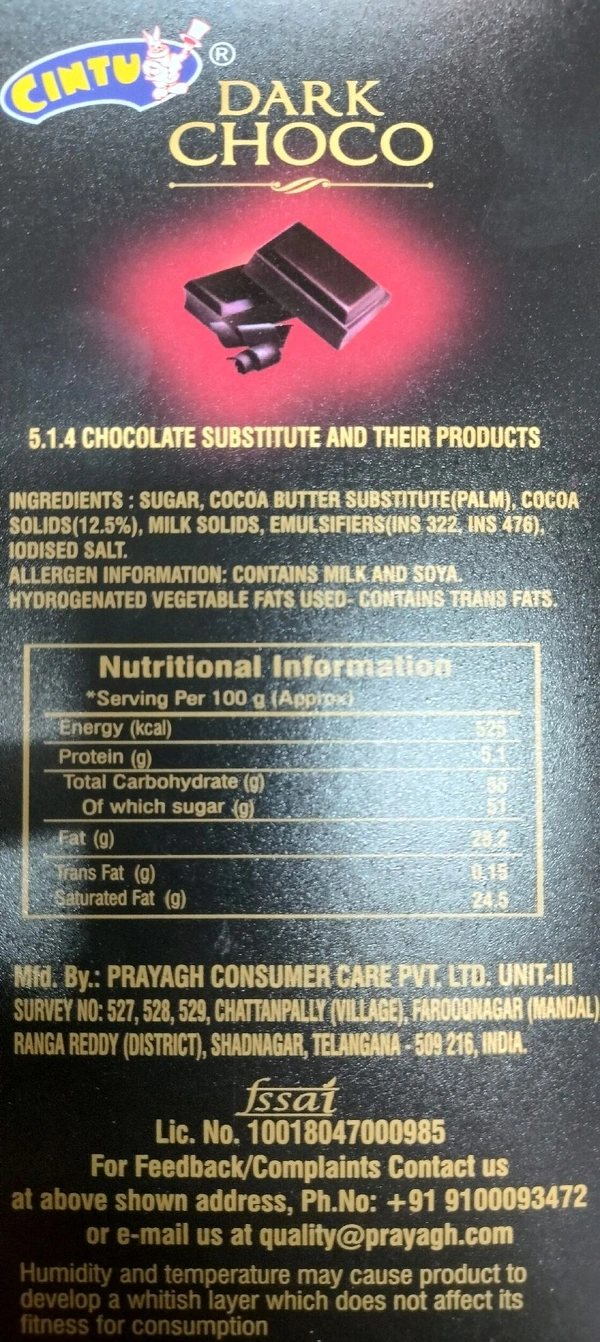 CINTU ®
DARK
CHOCO
5.1.4 CHOCOLATE SUBSTITUTE AND THEIR PRODUCTS
INGREDIENTS : SUGAR, COCOA BUTTER SUBSTITUTE(PALM), COCOA
SOLIDS(12.5%), MILK SOLIDS, EMULSIFIERS(INS 322, INS 476),
IODISED SALT.
ALLERGEN INFORMATION: CONTAINS MILK AND SOYA.
HYDROGENATED VEGETABLE FATS USED- CONTAINS TRANS FATS.
Nutritional Information
*Serving Per 100 g (Approx)
Energy (kcal) 525
Protein (g) 5.1
Total Carbohydrate (g)
Of which sugar (g) 51
Fat (g) 28.2
Trans Fat (g) 0.15
Saturated Fat (g) 24.5
Mfd. By.: PRAYAGH CONSUMER CARE PVT. LTD. UNIT-III
SURVEY NO: 527, 528, 529, CHATTANPALLY (VILLAGE), FAROOQNAGAR (MANDAL)
RANGA REDDY (DISTRICT), SHADNAGAR, TELANGANA - 509 216, INDIA.
fssai
Lic. No. 10018047000985
For Feedback/Complaints Contact us
at above shown address, Ph.No: +91 9100093472
or e-mail us at quality@prayagh.com
Humidity and temperature may cause product to
develop a whitish layer which does not affect its
fitness for consumption